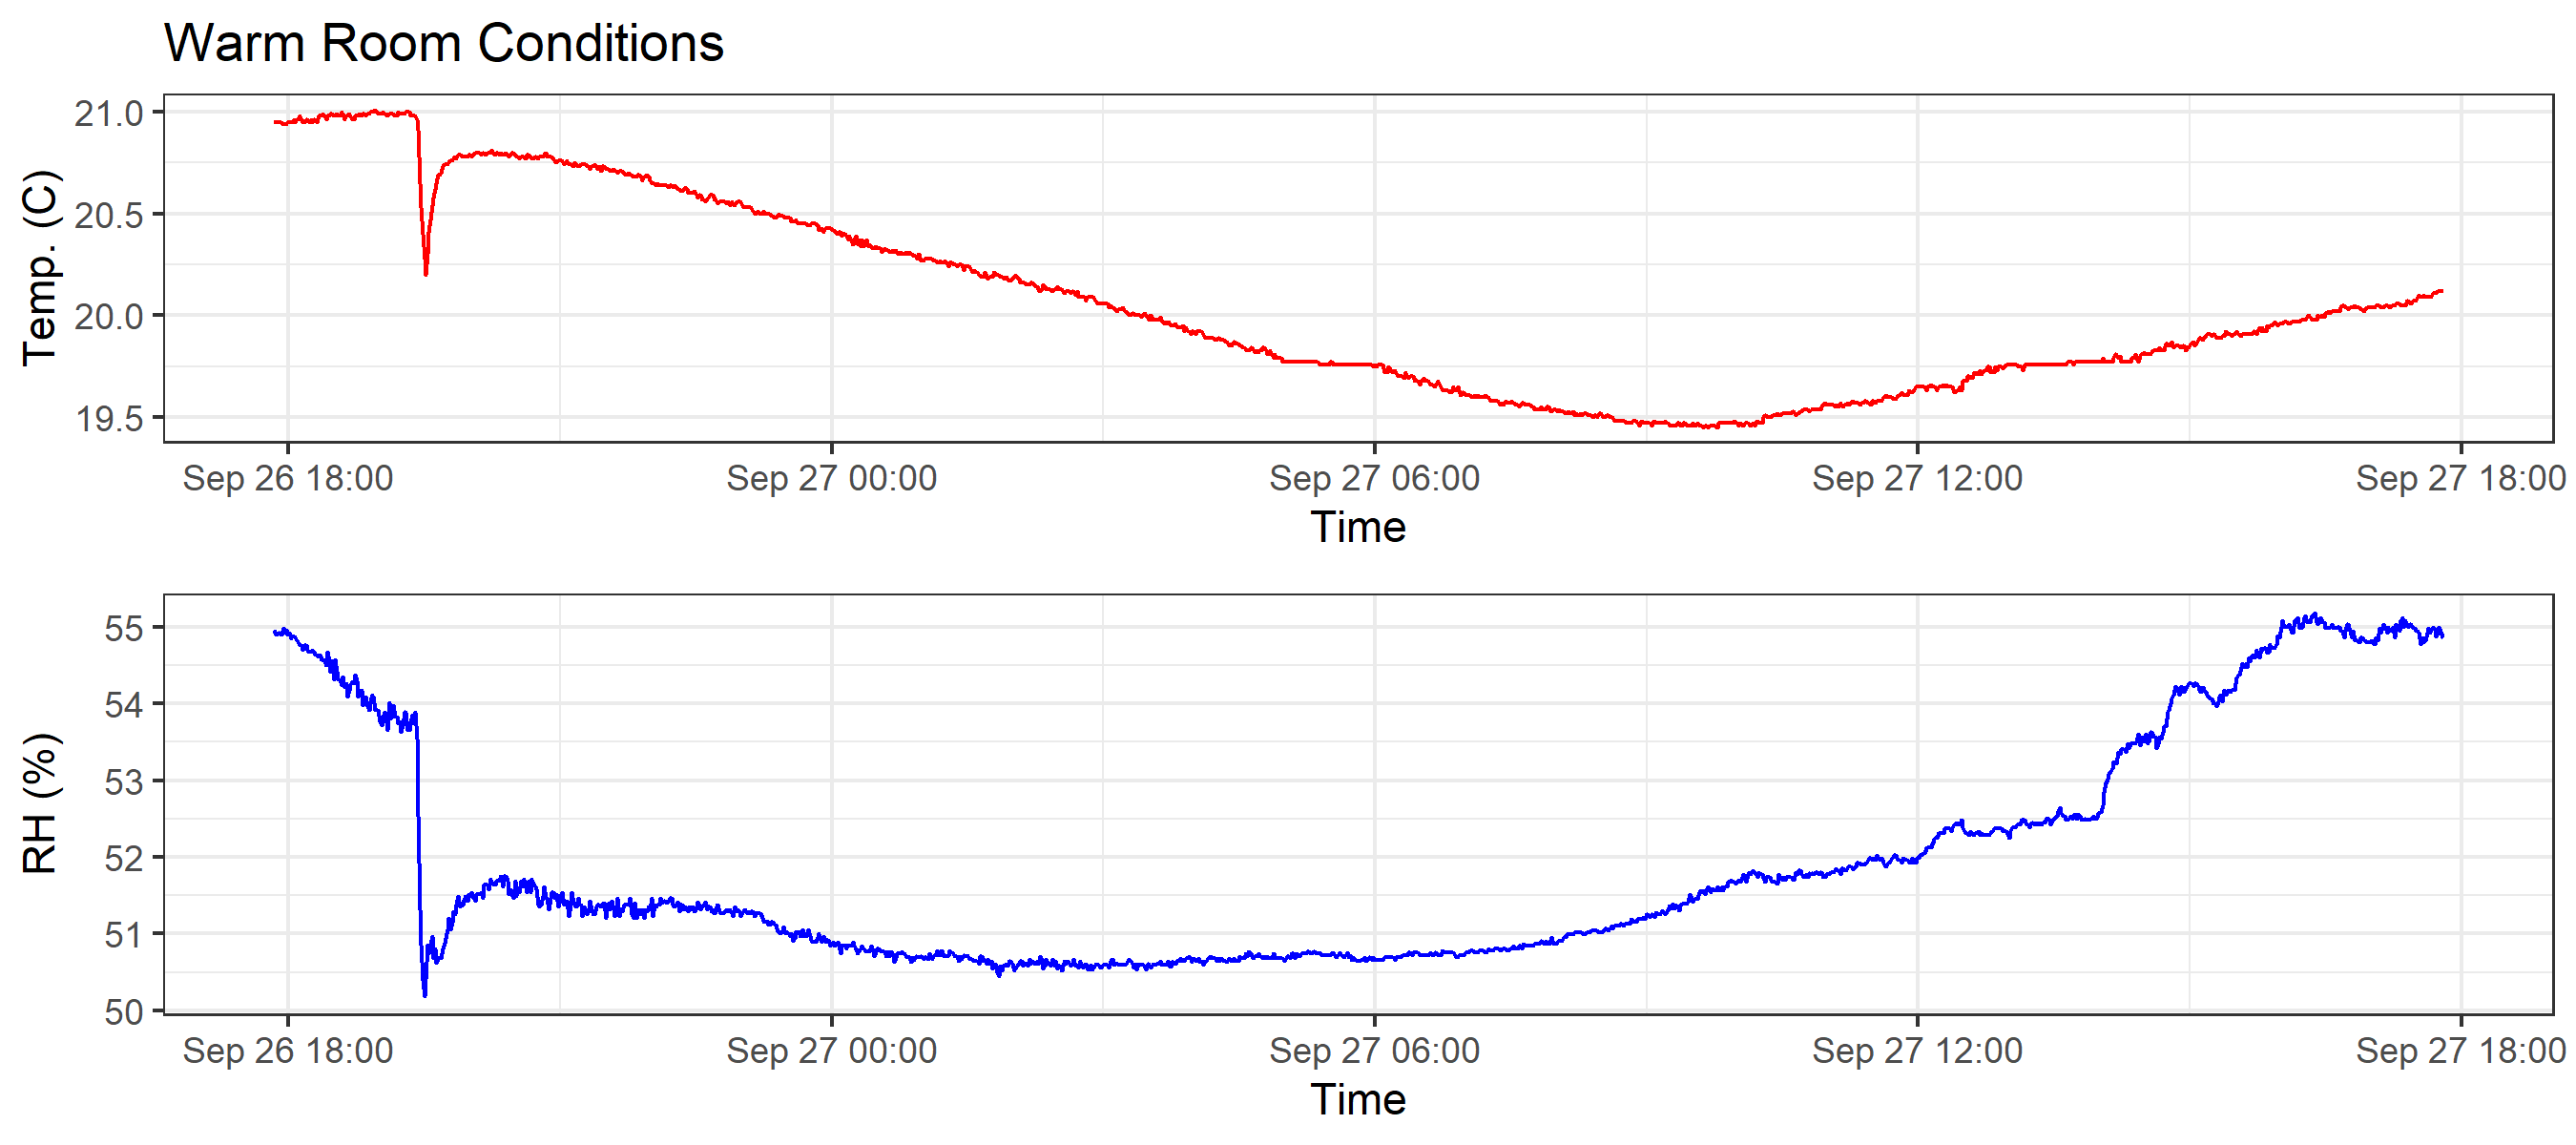 Warm Room Conditions
Temp. (C)
21.0
20.5
20.0
19.5
Sep 26 18:00 Sep 27 00:00 Sep 27 06:00 Sep 27 12:00 Sep 27 18:00
Time
RH (%)
55
54
53
52
51
50
Sep 26 18:00 Sep 27 00:00 Sep 27 06:00 Sep 27 12:00 Sep 27 18:00
Time